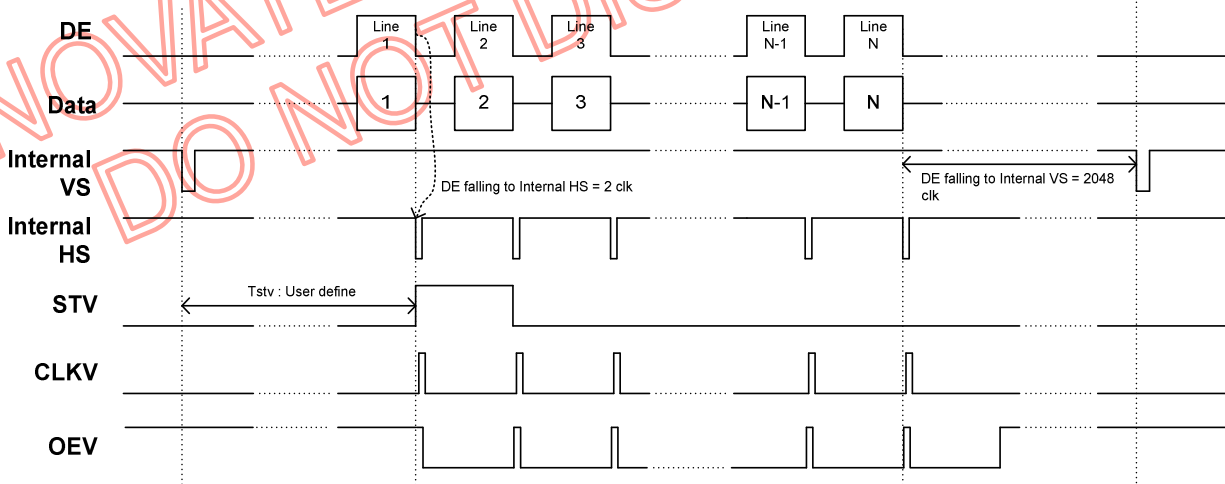 NOVATE
DO NOT DIS
DE
Line
1
Line
2
Line
3
Line
N-1
Line
N
Data
1
2
3
N-1
N
Internal
VS
DE falling to Internal HS = 2 clk
DE falling to Internal VS = 2048
clk
Internal
HS
Tstv : User define
STV
CLKV
OEV